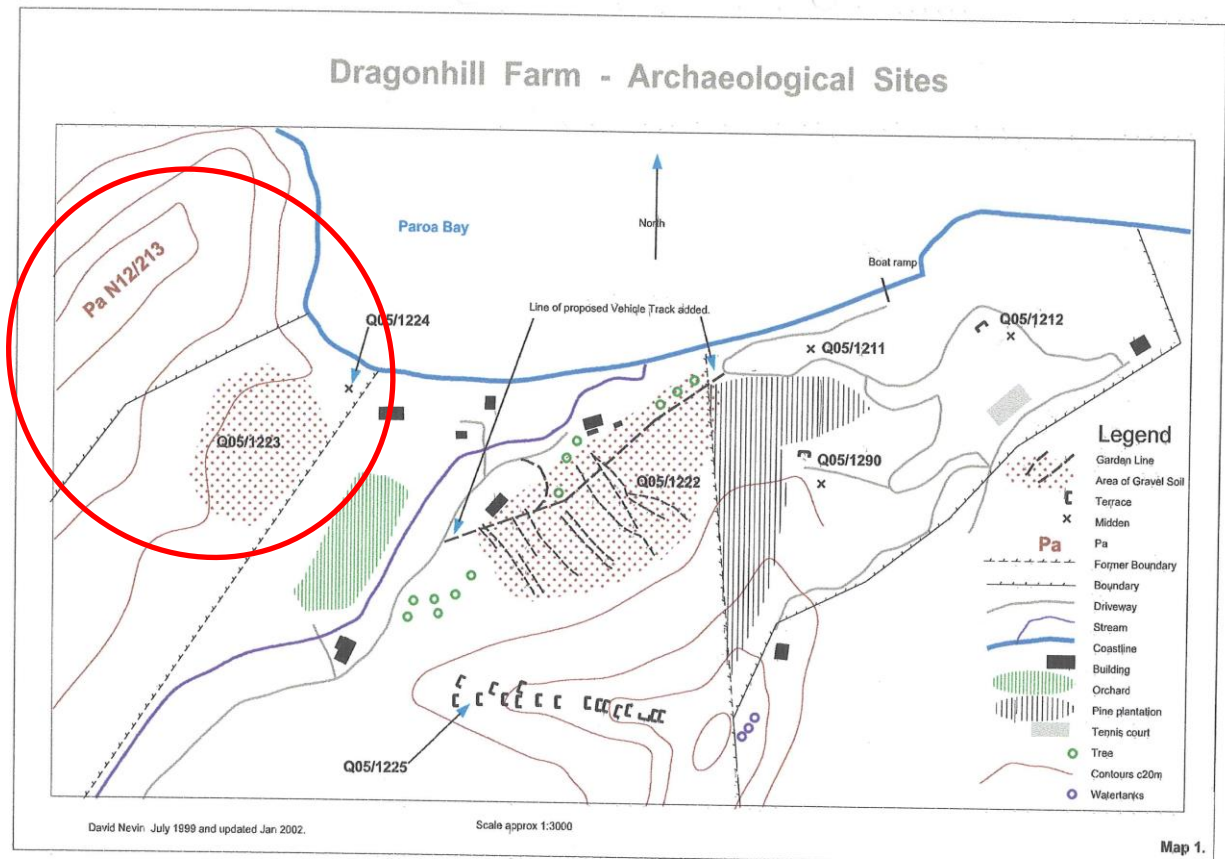 Dragonhill Farm - Archaeological Sites
Paroa Bay
North
Boat ramp
Pa N12/213
Q05/1224
Line of proposed Vehicle Track added.
Q05/1212
Q05/1211
Q05/1223
Q05/1222
Q05/1290
Q05/1225
Legend
Garden Line
Area of Gravel Soil
Terrace
Midden
Pa
Pa
Former Boundary
Boundary
Driveway
Stream
Coastline
Building
Orchard
Pine plantation
Tennis court
Tree
Contours c20m
Watertanks
David Nevin July 1999 and updated Jan 2002.
Scale approx 1:3000
Map 1.